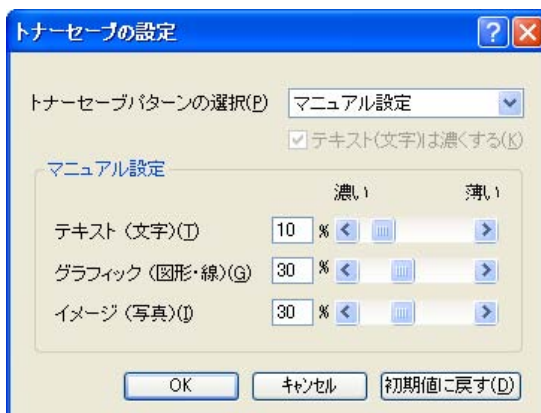 トナーセーブの設定
トナーセーブパターンの選択(P) マニュアル設定
テキスト(文字)は濃くする(K)
マニュアル設定
濃い 薄い
テキスト (文字)(T) 10 %
グラフィック (図形・線)(G) 30 %
イメージ (写真)(I) 30 %
OK キャンセル 初期値に戻す(D)